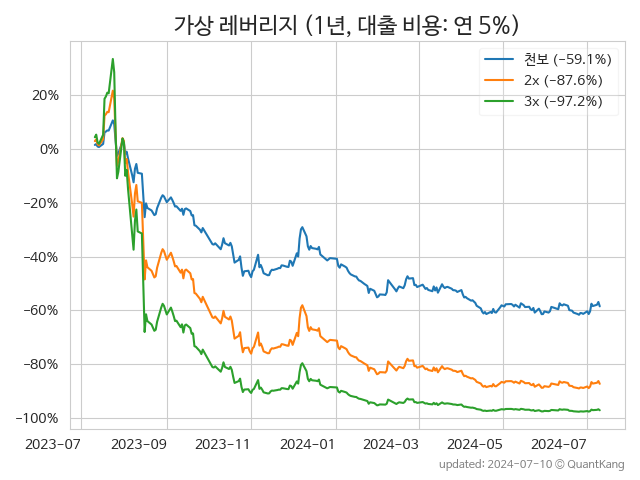 가상 레버리지 (1년, 대출 비용: 연 5%)
천보 (-59.1%)
2x (-87.6%)
3x (-97.2%)
20%
0%
-20%
-40%
-60%
-80%
-100%
2023-07 2023-09 2023-11 2024-01 2024-03 2024-05 2024-07
updated: 2024-07-10 © QuantKang